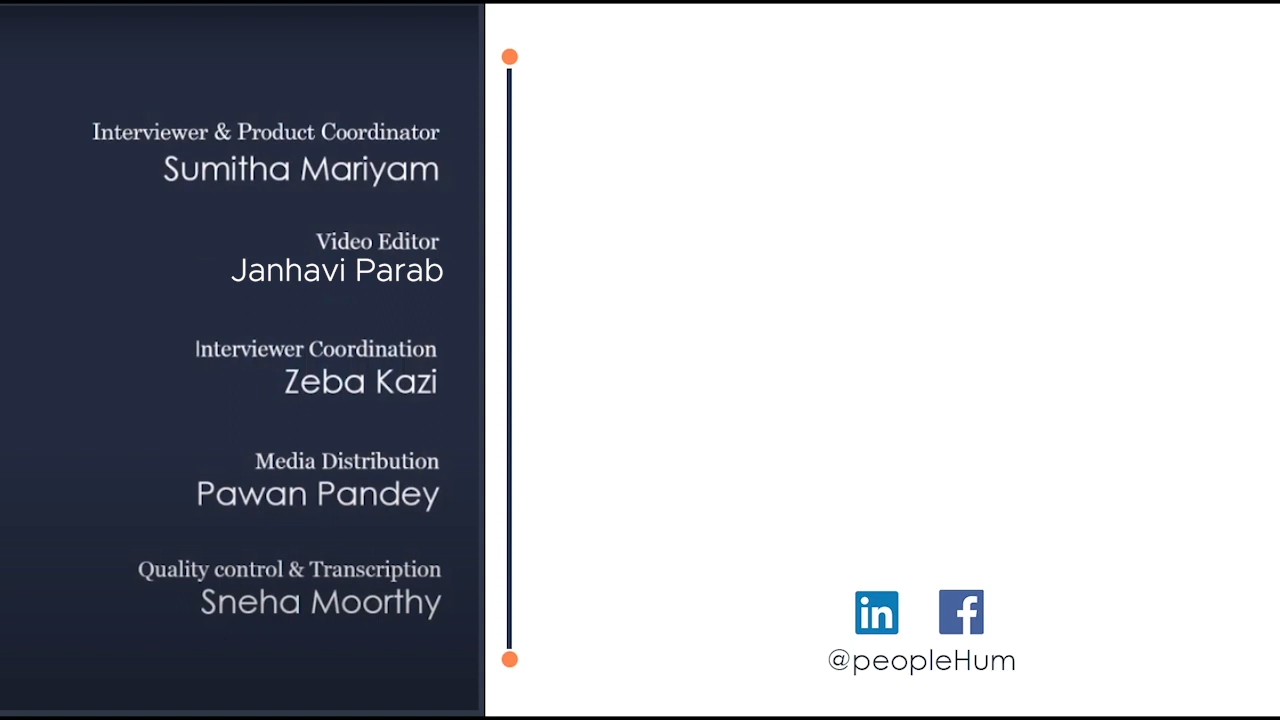 Interviewer & Product Coordinator
Sumitha Mariyam
Video Editor
Janhavi Parab
Interviewer Coordination
Zeba Kazi
Media Distribution
Pawan Pandey
Quality control & Transcription
Sneha Moorthy
in f
@peopleHum